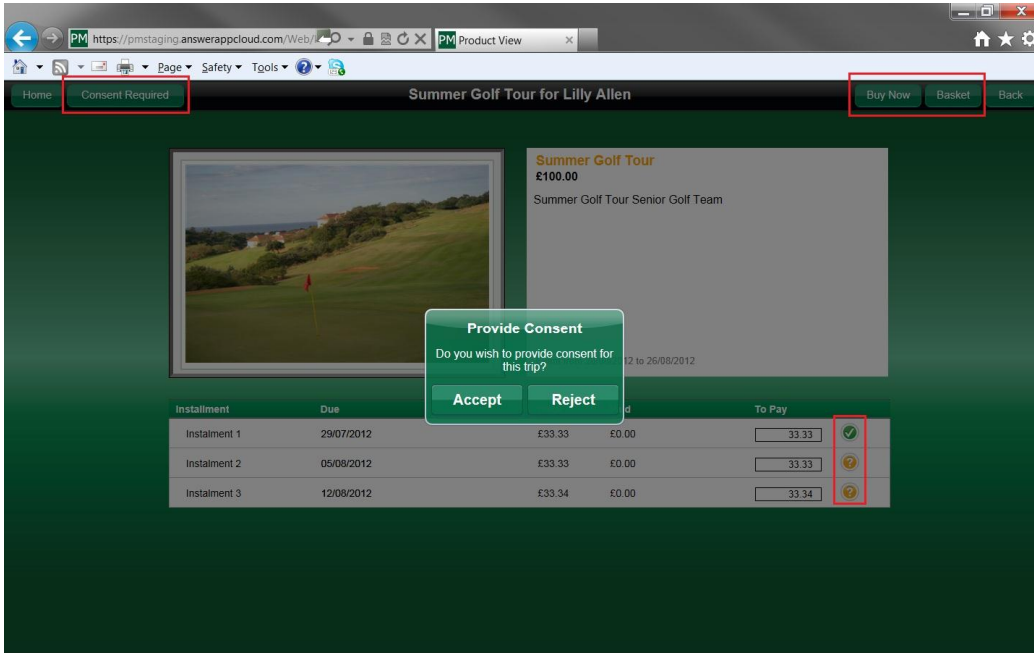 PM https://pmstaging.answerappcloud.com/Web/
PM Product View
Page Safety Tools
Home Consent Required Summer Golf Tour for Lilly Allen Buy Now Basket Back
Summer Golf Tour
£100.00
Summer Golf Tour Senior Golf Team
Provide Consent
Do you wish to provide consent for
this trip?
12 to 26/08/2012
Accept Reject
Installment Due To Pay
Instalment 1 29/07/2012 £33.33 £0.00 33.33
Instalment 2 05/08/2012 £33.33 £0.00 33.33
Instalment 3 12/08/2012 £33.34 £0.00 33.34